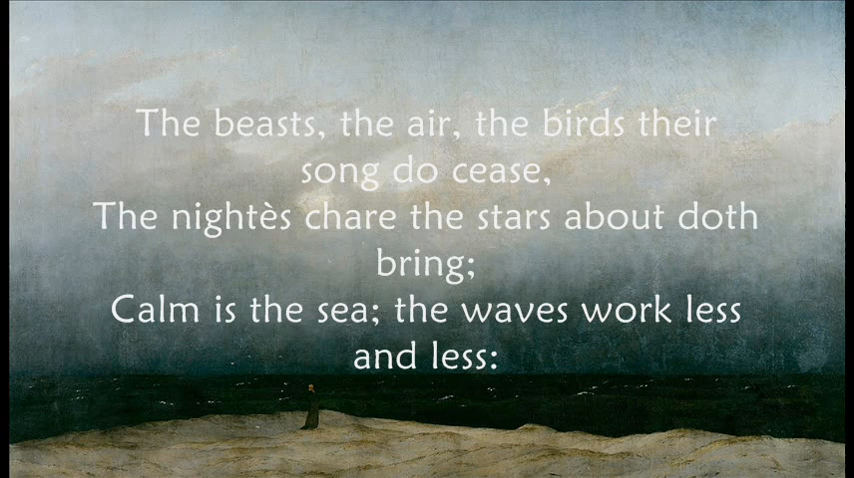 The beasts, the air, the birds their
song do cease,
The nightès chare the stars about doth
bring;
Calm is the sea; the waves work less
and less: